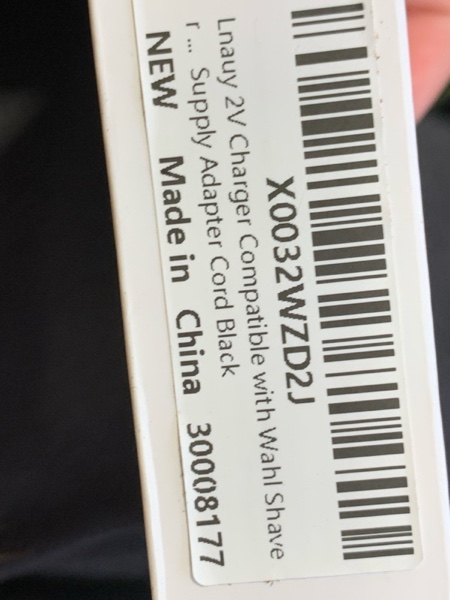 X0032WZD2J
Lnauy 2V Charger Compatible with Wahl Shave
r ... Supply Adapter Cord Black
NEW Made in China 30008177